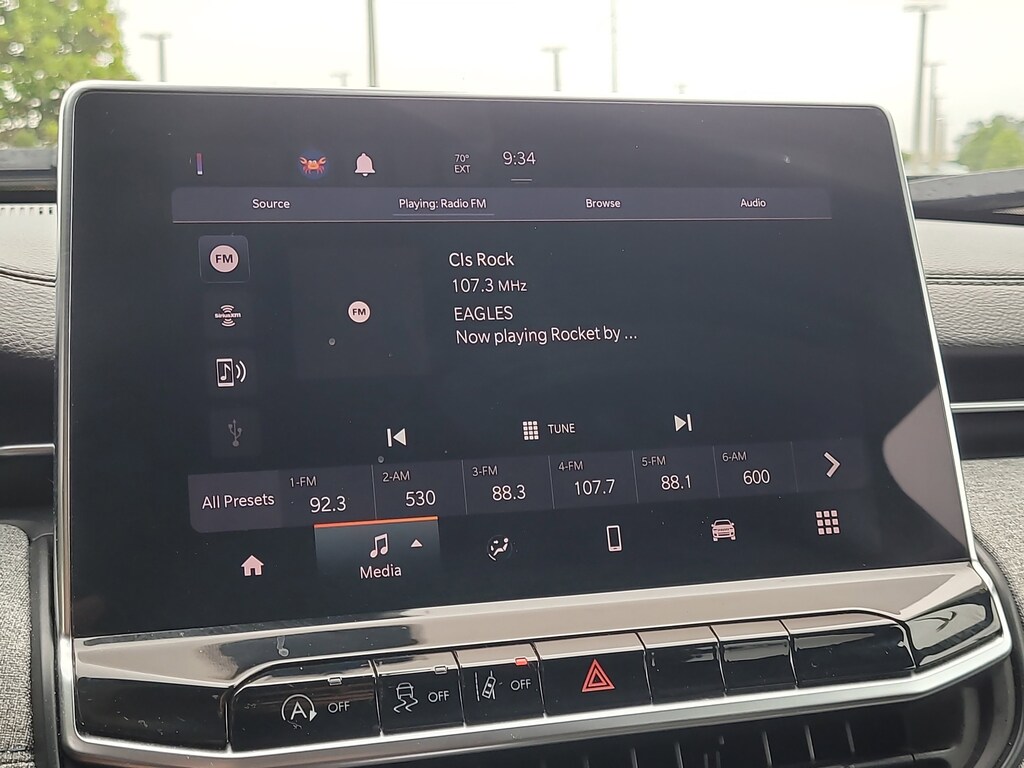 70°
EXT
9:34
Source
Playing: Radio FM
Browse
Audio
FM
Cls Rock
107.3 MHz
FM
EAGLES
siriusxm
Now playing Rocket by ...
TUNE
All Presets
1-FM
92.3
2-AM
530
3-FM
88.3
4-FM
107.7
5-FM
88.1
6-AM
600
Media
A
OFF
OFF
OFF